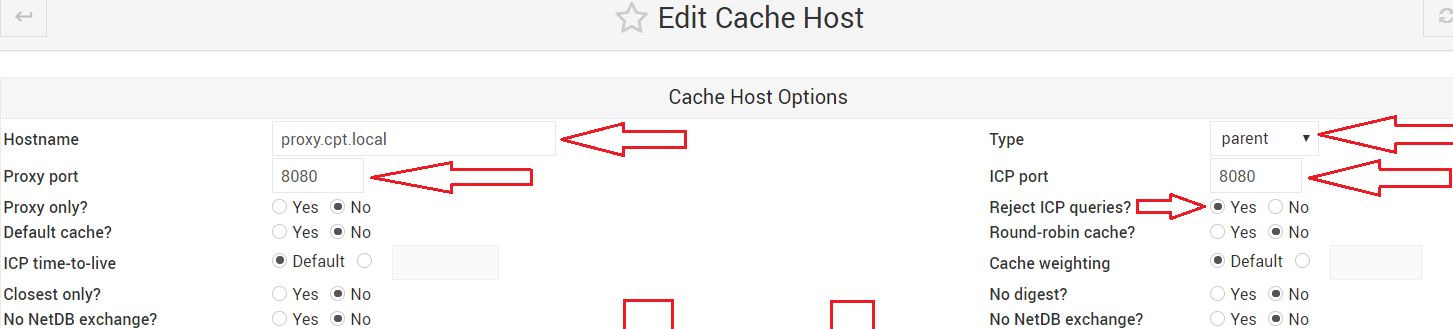 Edit Cache Host
Cache Host Options
Hostname proxy.cpt.local Type parent
Proxy port 8080 ICP port 8080
Proxy only? Yes No Reject ICP queries? Yes No
Default cache? Yes No Round-robin cache? Yes No
ICP time-to-live Default Cache weighting Default
Closest only? Yes No No digest? Yes No
No NetDB exchange? Yes No No NetDB exchange? Yes No